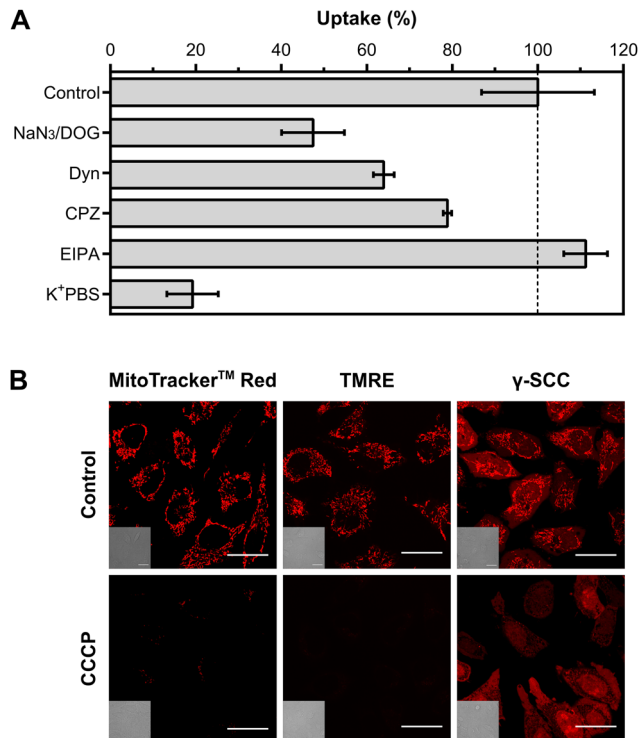 A
Uptake (%)
0 20 40 60 80 100 120
Control
NaN₃/DOG
Dyn
CPZ
EIPA
K⁺PBS
B
MitoTracker™ Red TMRE γ-SCC
Control
CCCP